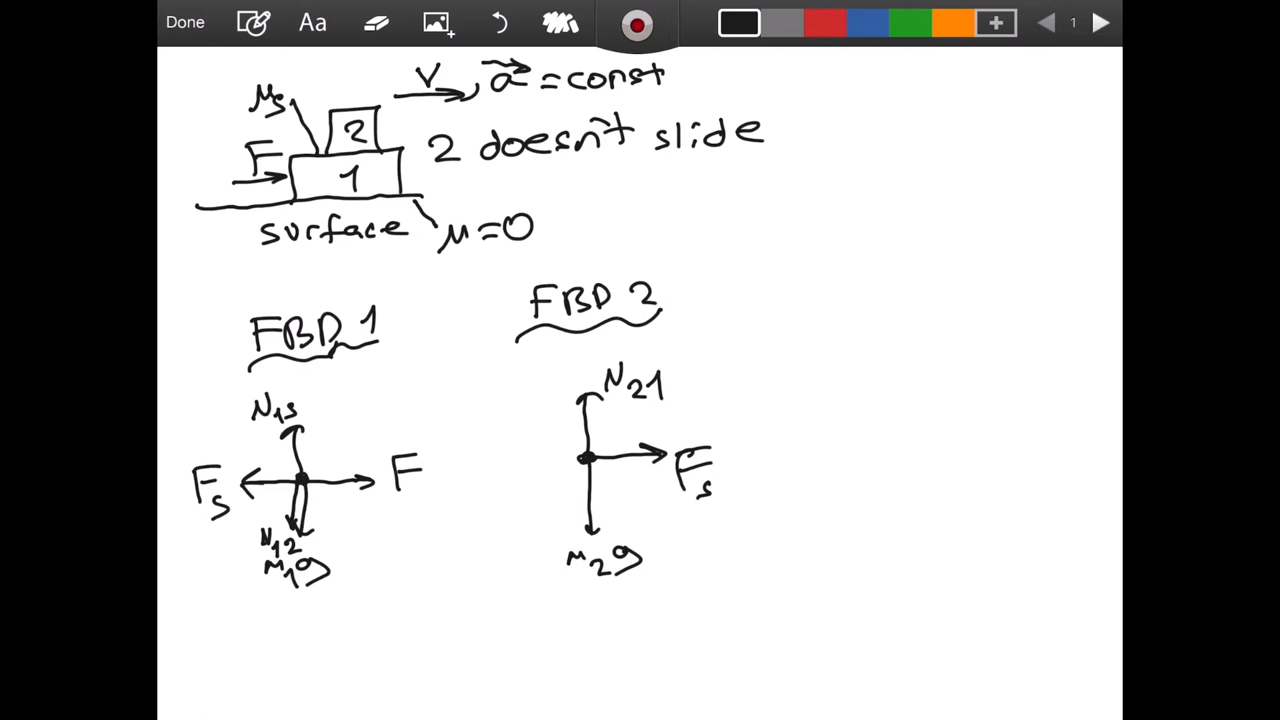 Done
Aa
1
V , a = const
μs
2
2 doesn't slide
F
1
surface
μ = 0
FBD 2
FBD 1
N21
N1s
Fs
F
Fs
N12
m1g
m2g